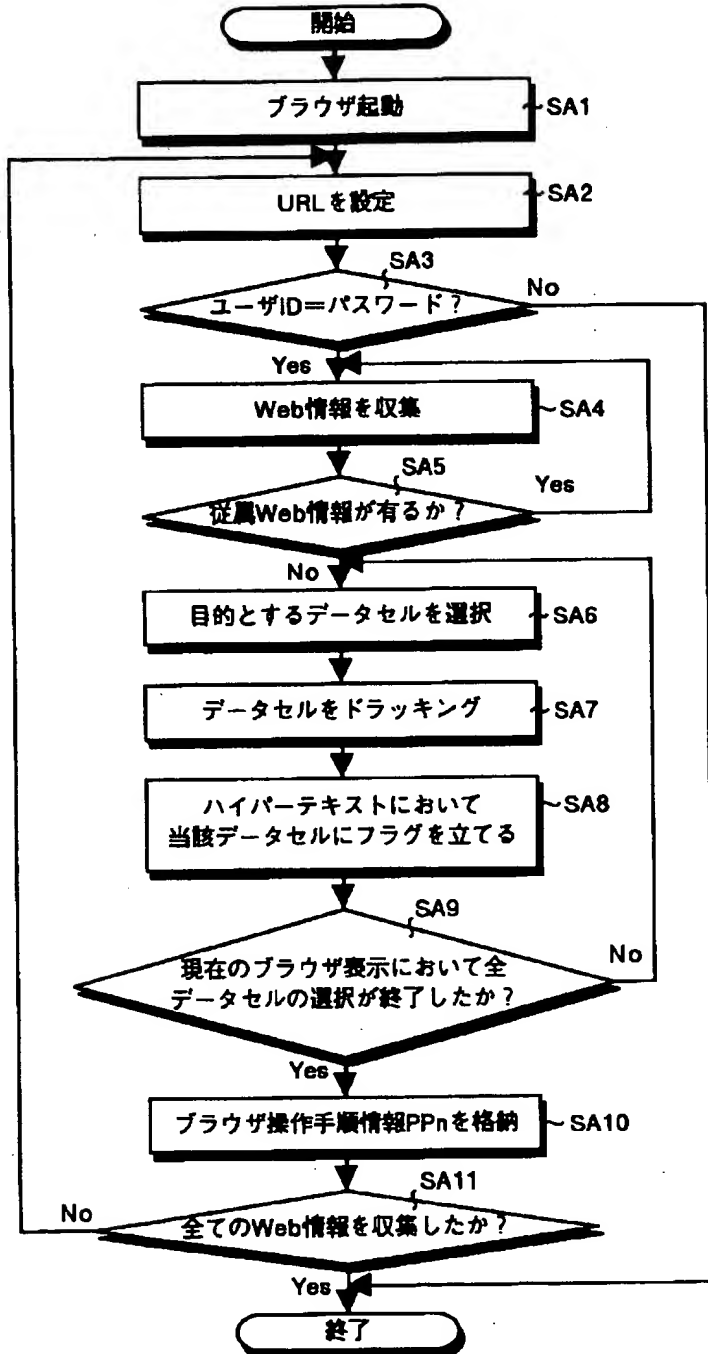 開始
ブラウザ起動
SA1
URLを設定
SA2
SA3
ユーザID=パスワード?
No
Yes
Web情報を収集
SA4
SA5
従属Web情報が有るか?
Yes
No
目的とするデータセルを選択
SA6
データセルをドラッキング
SA7
ハイパーテキストにおいて
当該データセルにフラグを立てる
SA8
SA9
現在のブラウザ表示において全
データセルの選択が終了したか?
No
Yes
ブラウザ操作手順情報PPnを格納
SA10
SA11
全てのWeb情報を収集したか?
No
Yes
終了